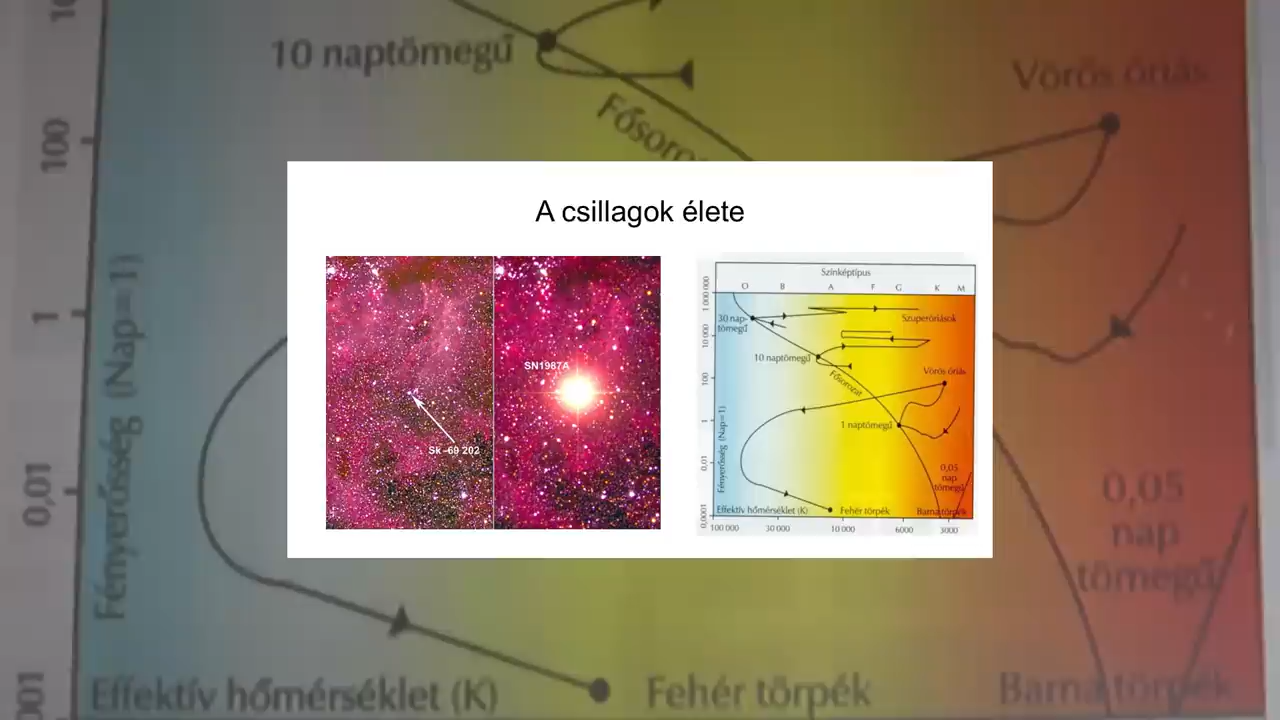 10
10 naptömegű
Vörös óriás
100
Fősoroz
A csillagok élete
Fényerősség (Nap=1)
1
0,01
SN1987A
Sk -69 202
Színképtípus
O B A F G K M
1 000 000
30 nap-
tömegű
Szuperóriások
10 000
10 naptömegű
100
Fősorozat
Vörös óriás
1
1 naptömegű
Fényerősség (Nap=1)
0,01
0,05
nap
tömegű
0,0001
Effektív hőmérséklet (K)
Fehér törpék
Barna törpék
100 000 30 000 10 000 6000 3000
0,05
nap
tömegű
001
Effektív hőmérséklet (K)
Fehér törpék
Barna törpék